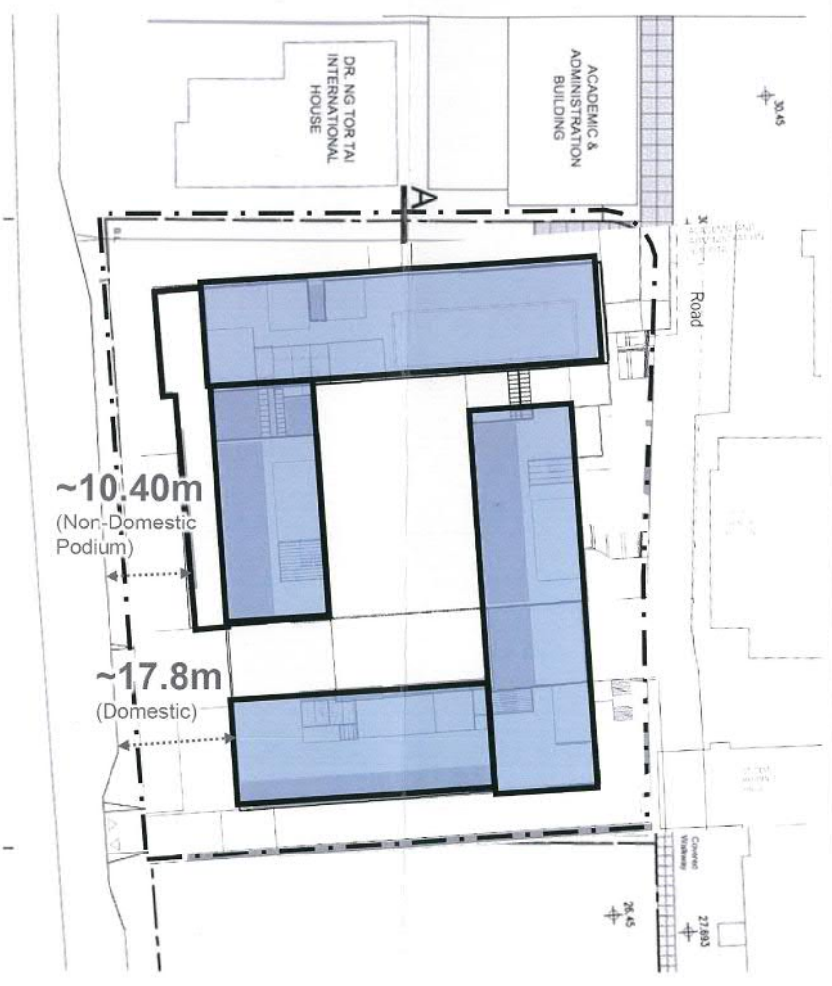 DR. NG TOR TAI
INTERNATIONAL
HOUSE
ACADEMIC &
ADMINISTRATION
BUILDING
30.45
A
Road
~10.40m
(Non-Domestic
Podium)
~17.8m
(Domestic)
Covered
Walkway
26.45
27.693